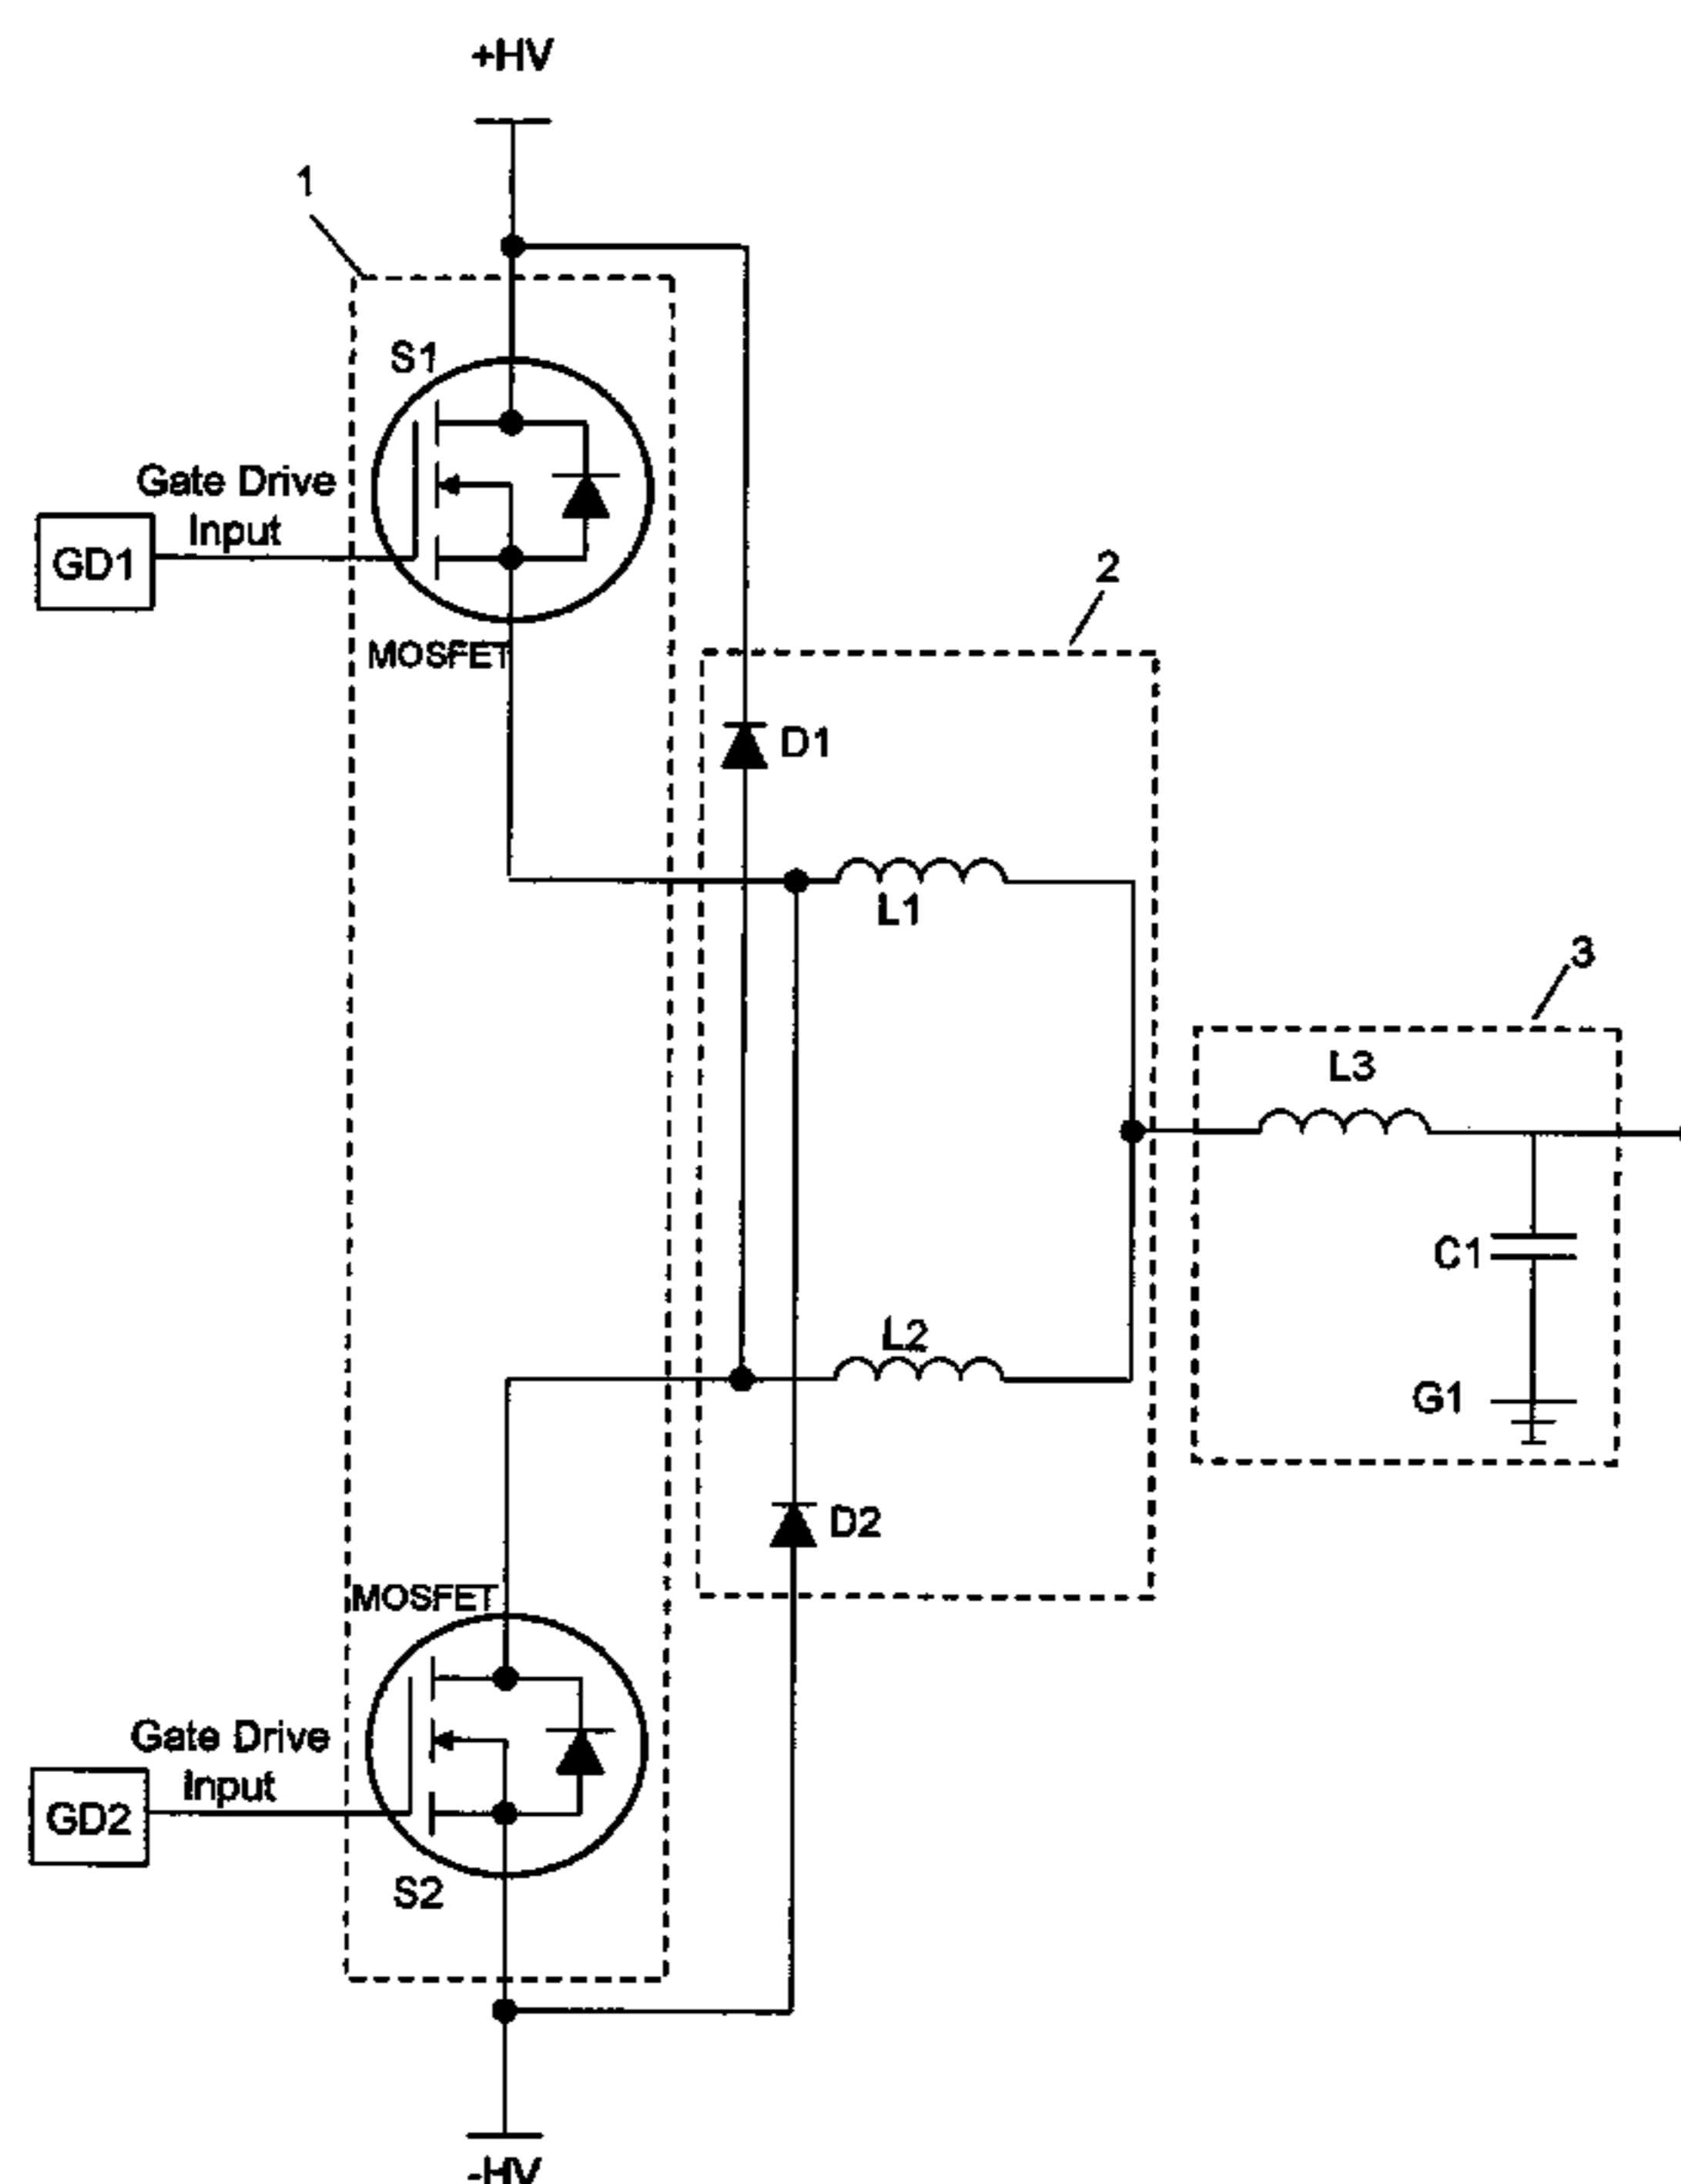 +HV
1
S1
Gate Drive
Input
GD1
MOSFET
2
D1
L1
3
L3
C1
L2
G1
D2
MOSFET
Gate Drive
Input
GD2
S2
-HV